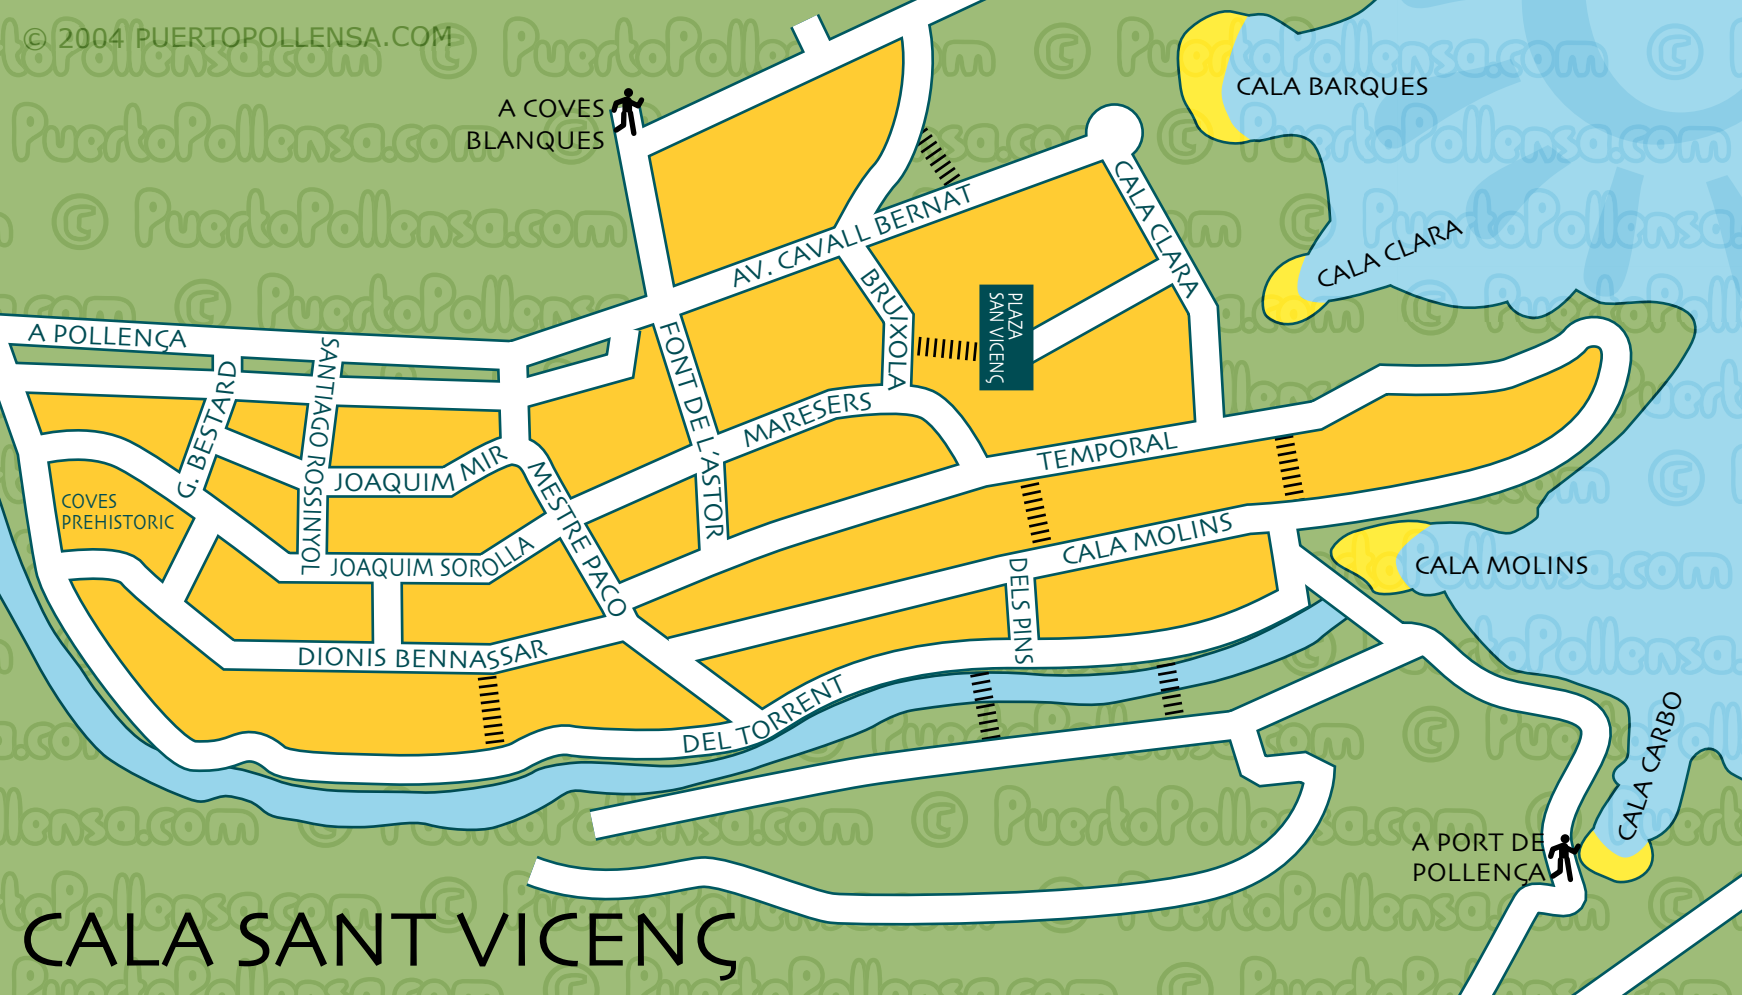 © 2004 PUERTOPOLLENSA.COM
© PuertoPollensa.com
A COVES
BLANQUES
CALA BARQUES
CALA CLARA
CALA CLARA
AV. CAVALL BERNAT
BRUIXOLA
PLAZA
SAN VICENÇ
A POLLENÇA
SANTIAGO ROSSINYOL
G. BESTARD
FONT DE L'ASTOR
MARESERS
TEMPORAL
JOAQUIM MIR
MESTRE PACO
COVES
PREHISTORIC
JOAQUIM SOROLLA
CALA MOLINS
CALA MOLINS
DELS PINS
DIONIS BENNASSAR
DEL TORRENT
CALA CARBO
A PORT DE
POLLENÇA
CALA SANT VICENÇ